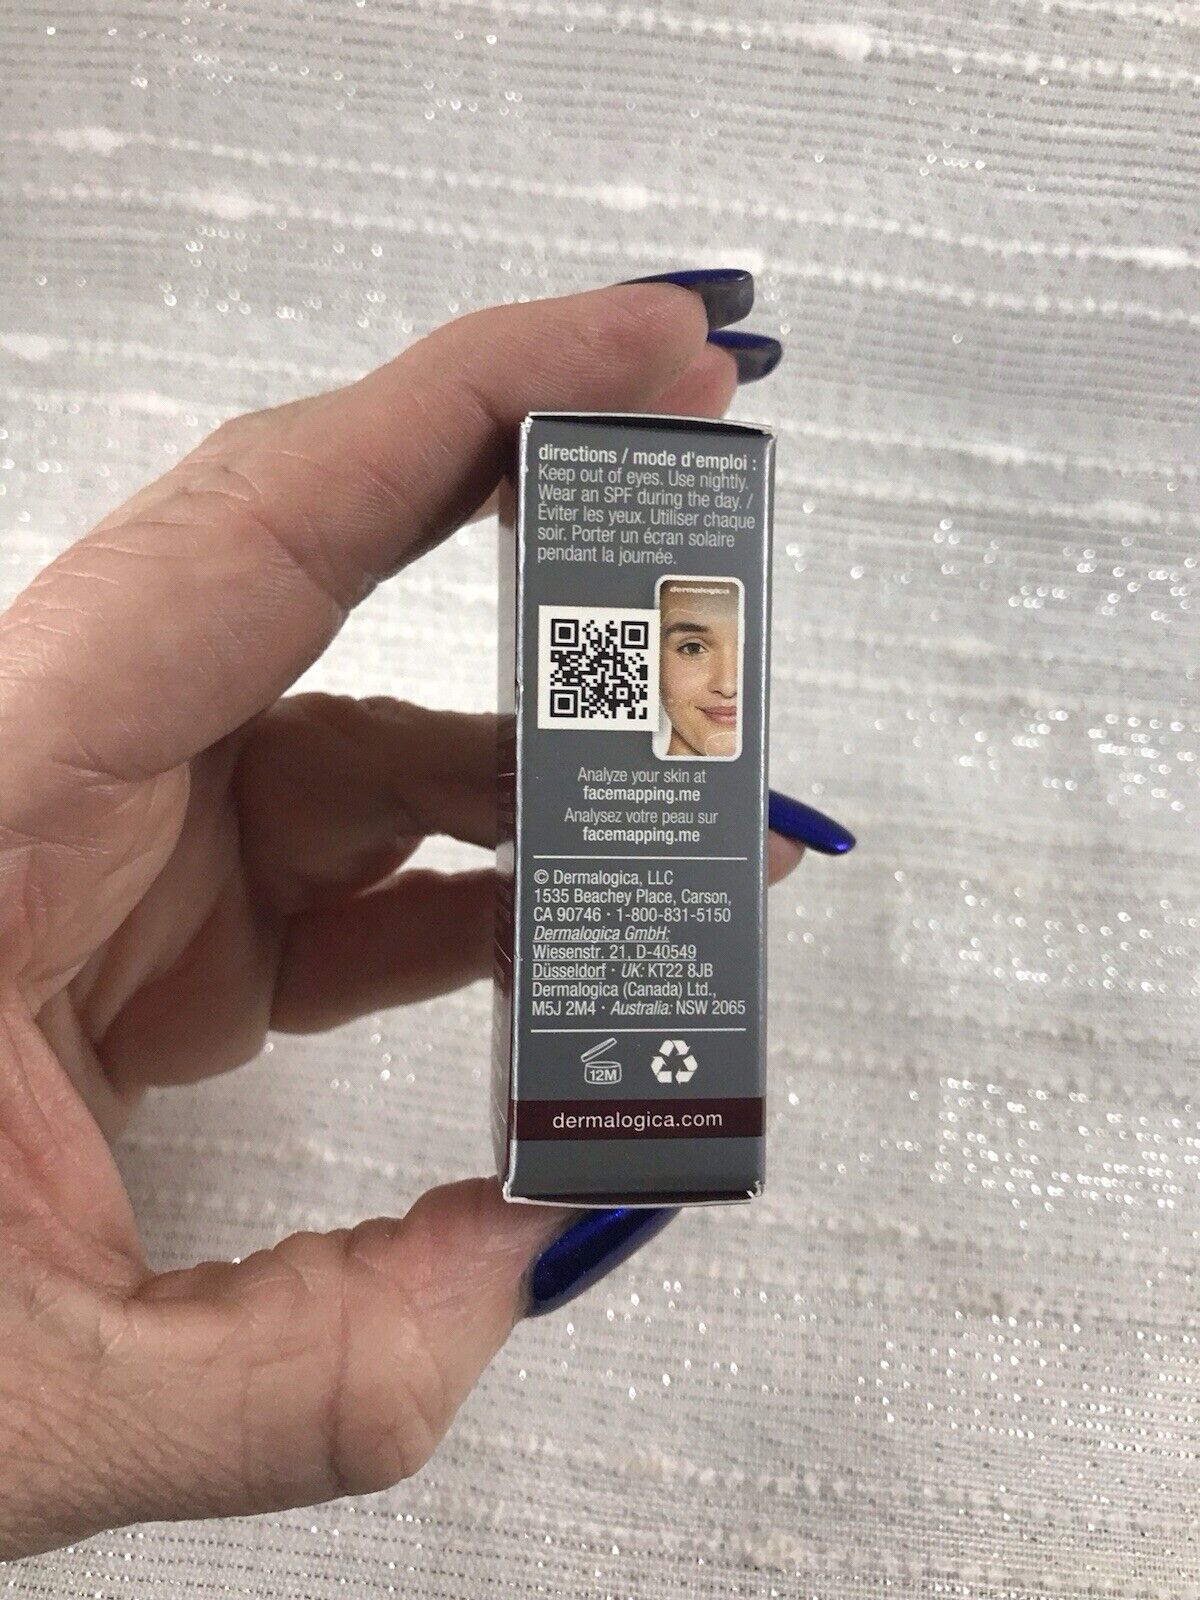 directions / mode d'emploi :
Keep out of eyes. Use nightly.
Wear an SPF during the day. /
Éviter les yeux. Utiliser chaque
soir. Porter un écran solaire
pendant la journée.
dermalogica
Analyze your skin at
facemapping.me
Analysez votre peau sur
facemapping.me
© Dermalogica, LLC
1535 Beachey Place, Carson,
CA 90746 · 1-800-831-5150
Dermalogica GmbH:
Wiesenstr. 21, D-40549
Düsseldorf · UK: KT22 8JB
Dermalogica (Canada) Ltd.,
M5J 2M4 · Australia: NSW 2065
12M
dermalogica.com